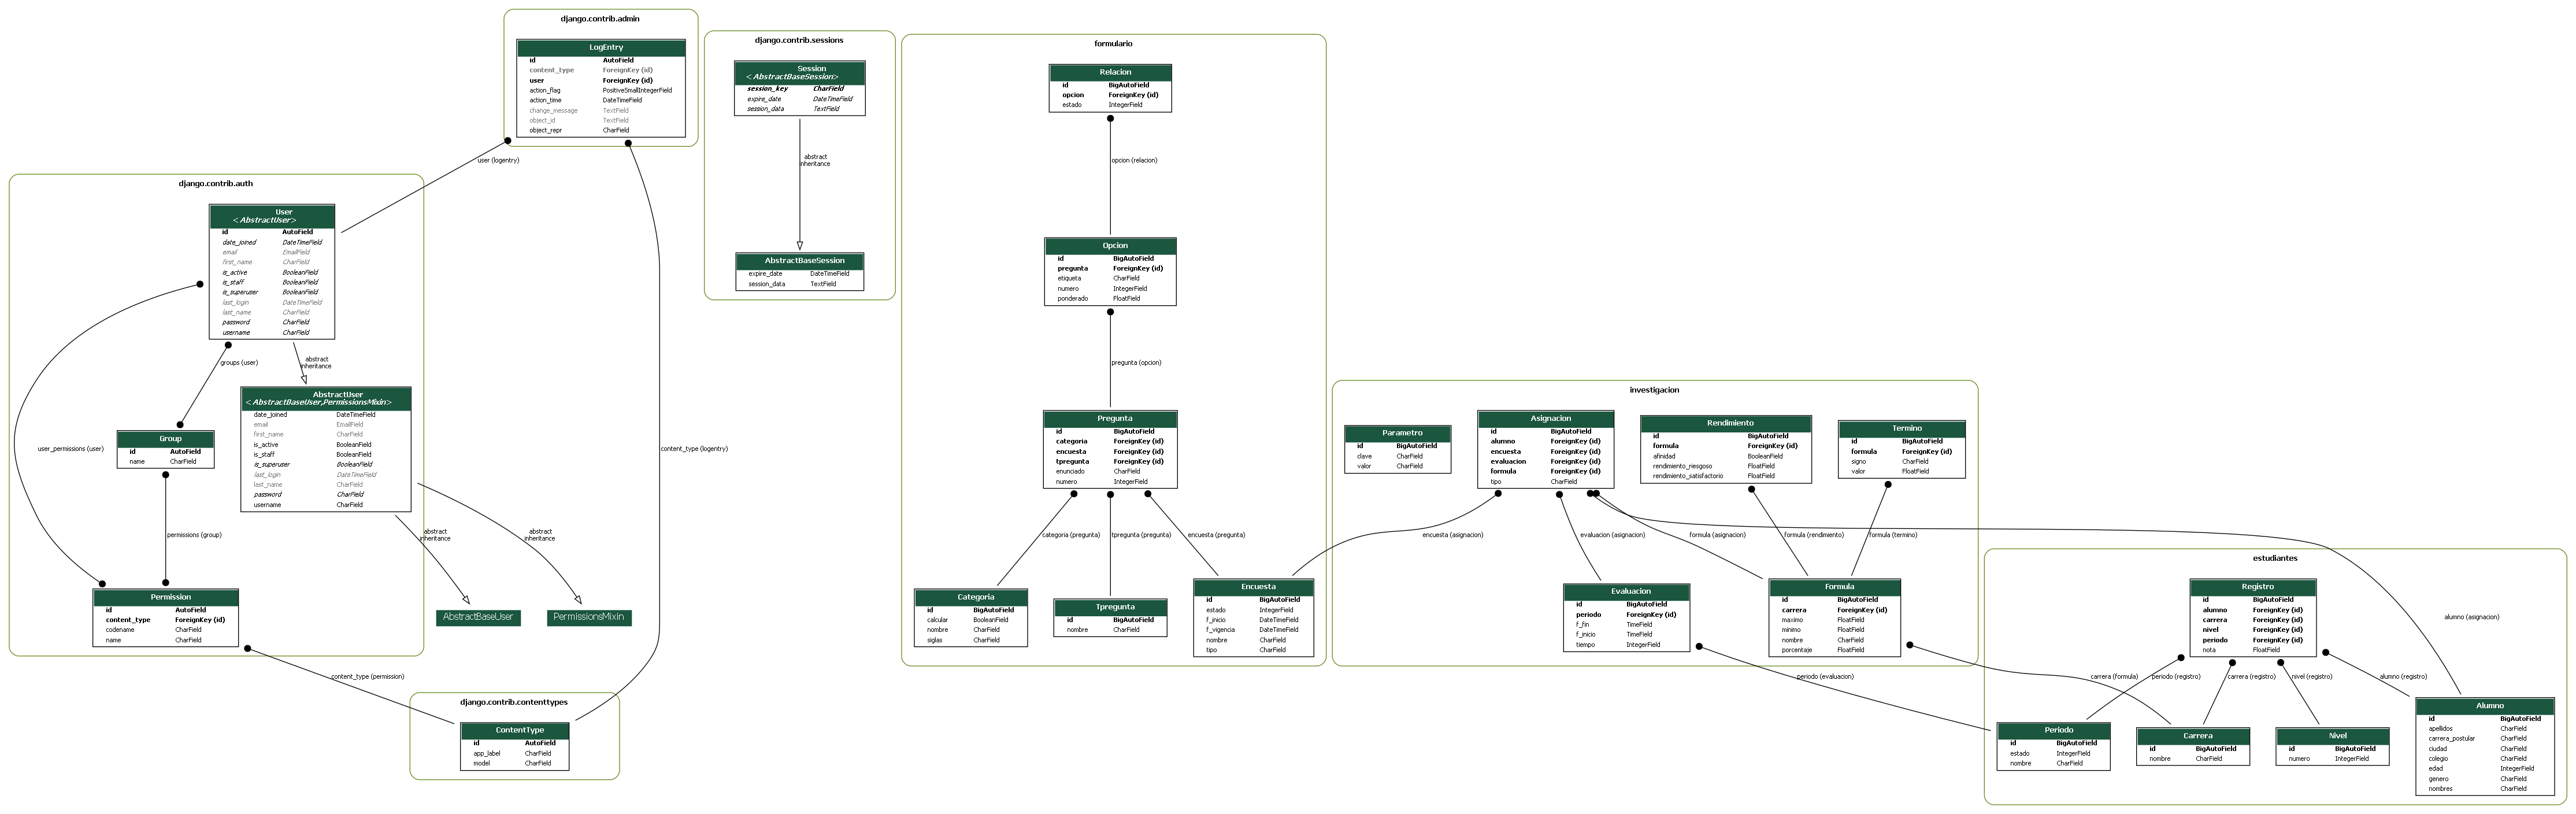 django.contrib.admin
LogEntry
id AutoField
content_type ForeignKey (id)
user ForeignKey (id)
action_flag PositiveSmallIntegerField
action_time DateTimeField
change_message TextField
object_id TextField
object_repr CharField
user (logentry)
content_type (logentry)
django.contrib.auth
User
<AbstractUser>
id AutoField
date_joined DateTimeField
email EmailField
first_name CharField
is_active BooleanField
is_staff BooleanField
is_superuser BooleanField
last_login DateTimeField
last_name CharField
password CharField
username CharField
groups (user)
abstract
inheritance
user_permissions (user)
AbstractUser
<AbstractBaseUser,PermissionsMixin>
date_joined DateTimeField
email EmailField
first_name CharField
is_active BooleanField
is_staff BooleanField
is_superuser BooleanField
last_login DateTimeField
last_name CharField
password CharField
username CharField
Group
id AutoField
name CharField
permissions (group)
abstract
inheritance
abstract
inheritance
Permission
id AutoField
content_type ForeignKey (id)
codename CharField
name CharField
AbstractBaseUser
PermissionsMixin
content_type (permission)
django.contrib.contenttypes
ContentType
id AutoField
app_label CharField
model CharField
django.contrib.sessions
Session
<AbstractBaseSession>
session_key CharField
expire_date DateTimeField
session_data TextField
abstract
inheritance
AbstractBaseSession
expire_date DateTimeField
session_data TextField
formulario
Relacion
id BigAutoField
opcion ForeignKey (id)
estado IntegerField
opcion (relacion)
Opcion
id BigAutoField
pregunta ForeignKey (id)
etiqueta CharField
numero IntegerField
ponderado FloatField
pregunta (opcion)
Pregunta
id BigAutoField
categoria ForeignKey (id)
encuesta ForeignKey (id)
tpregunta ForeignKey (id)
enunciado CharField
numero IntegerField
categoria (pregunta)
tpregunta (pregunta)
encuesta (pregunta)
Categoria
id BigAutoField
calcular BooleanField
nombre CharField
siglas CharField
Tpregunta
id BigAutoField
nombre CharField
Encuesta
id BigAutoField
estado IntegerField
f_inicio DateTimeField
f_vigencia DateTimeField
nombre CharField
tipo CharField
investigacion
Parametro
id BigAutoField
clave CharField
valor CharField
Asignacion
id BigAutoField
alumno ForeignKey (id)
encuesta ForeignKey (id)
evaluacion ForeignKey (id)
formula ForeignKey (id)
tipo CharField
Rendimiento
id BigAutoField
formula ForeignKey (id)
afinidad BooleanField
rendimiento_riesgoso FloatField
rendimiento_satisfactorio FloatField
Termino
id BigAutoField
formula ForeignKey (id)
signo CharField
valor FloatField
encuesta (asignacion)
evaluacion (asignacion)
formula (asignacion)
formula (rendimiento)
formula (termino)
Evaluacion
id BigAutoField
periodo ForeignKey (id)
f_fin TimeField
f_inicio TimeField
tiempo IntegerField
Formula
id BigAutoField
carrera ForeignKey (id)
maximo FloatField
minimo FloatField
nombre CharField
porcentaje FloatField
periodo (evaluacion)
carrera (formula)
alumno (asignacion)
estudiantes
Registro
id BigAutoField
alumno ForeignKey (id)
carrera ForeignKey (id)
nivel ForeignKey (id)
periodo ForeignKey (id)
nota FloatField
periodo (registro)
carrera (registro)
nivel (registro)
alumno (registro)
Periodo
id BigAutoField
estado IntegerField
nombre CharField
Carrera
id BigAutoField
nombre CharField
Nivel
id BigAutoField
numero IntegerField
Alumno
id BigAutoField
apellidos CharField
carrera_postular CharField
ciudad CharField
colegio CharField
edad IntegerField
genero CharField
nombres CharField